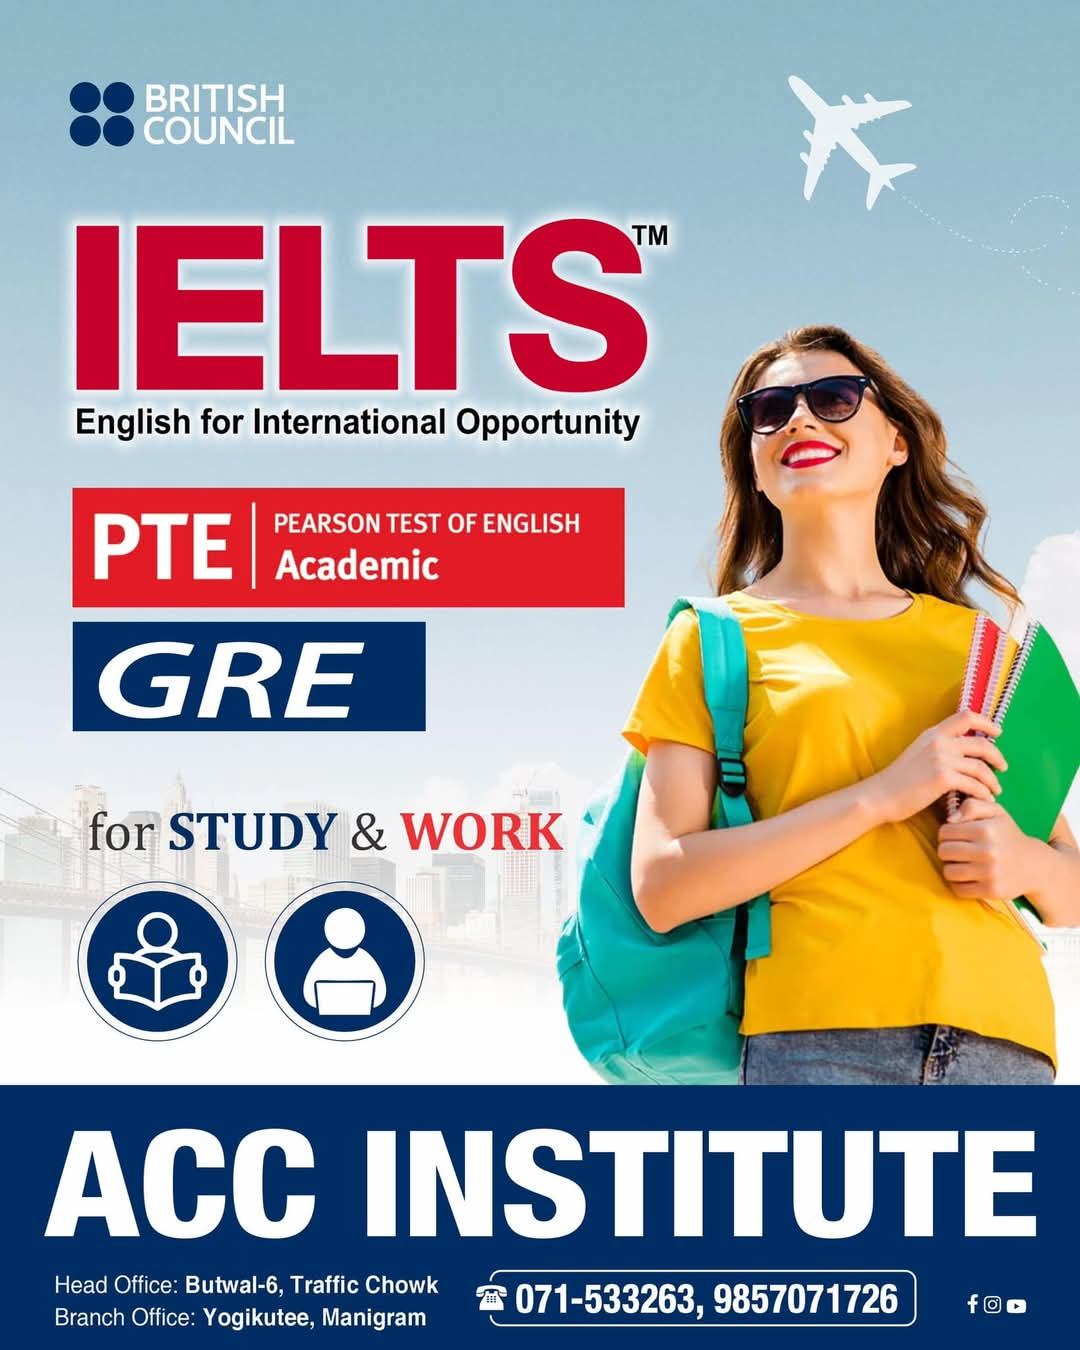 BRITISH
COUNCIL
IELTS™
English for International Opportunity
PTE
PEARSON TEST OF ENGLISH
Academic
GRE
for STUDY & WORK
ACC INSTITUTE
Head Office: Butwal-6, Traffic Chowk
Branch Office: Yogikutee, Manigram
071-533263, 9857071726